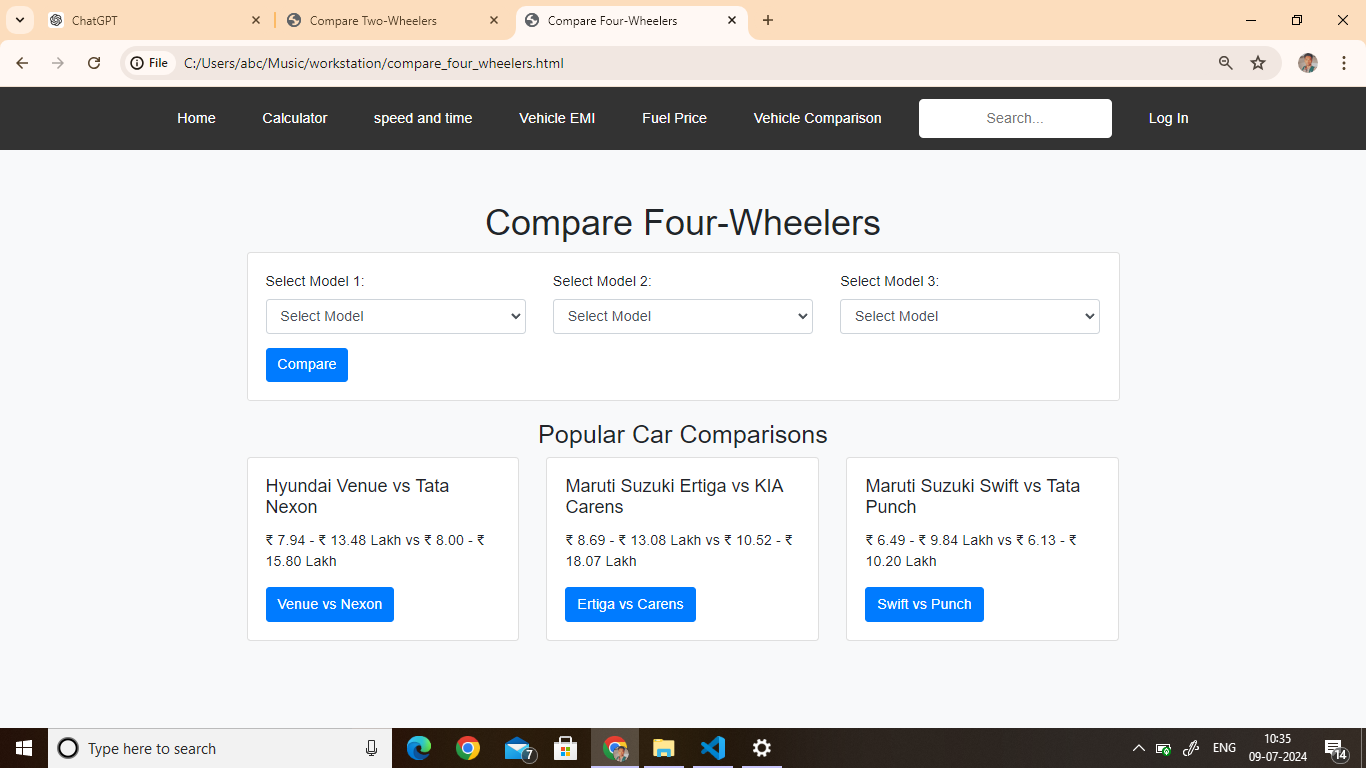 ChatGPT
Compare Two-Wheelers
Compare Four-Wheelers
File
C:/Users/abc/Music/workstation/compare_four_wheelers.html
Home
Calculator
speed and time
Vehicle EMI
Fuel Price
Vehicle Comparison
Search...
Log In
Compare Four-Wheelers
Select Model 1:
Select Model 2:
Select Model 3:
Select Model
Select Model
Select Model
Compare
Popular Car Comparisons
Hyundai Venue vs Tata
Nexon
₹ 7.94 - ₹ 13.48 Lakh vs ₹ 8.00 - ₹
15.80 Lakh
Venue vs Nexon
Maruti Suzuki Ertiga vs KIA
Carens
₹ 8.69 - ₹ 13.08 Lakh vs ₹ 10.52 - ₹
18.07 Lakh
Ertiga vs Carens
Maruti Suzuki Swift vs Tata
Punch
₹ 6.49 - ₹ 9.84 Lakh vs ₹ 6.13 - ₹
10.20 Lakh
Swift vs Punch
Type here to search
7
ENG
10:35
09-07-2024
14